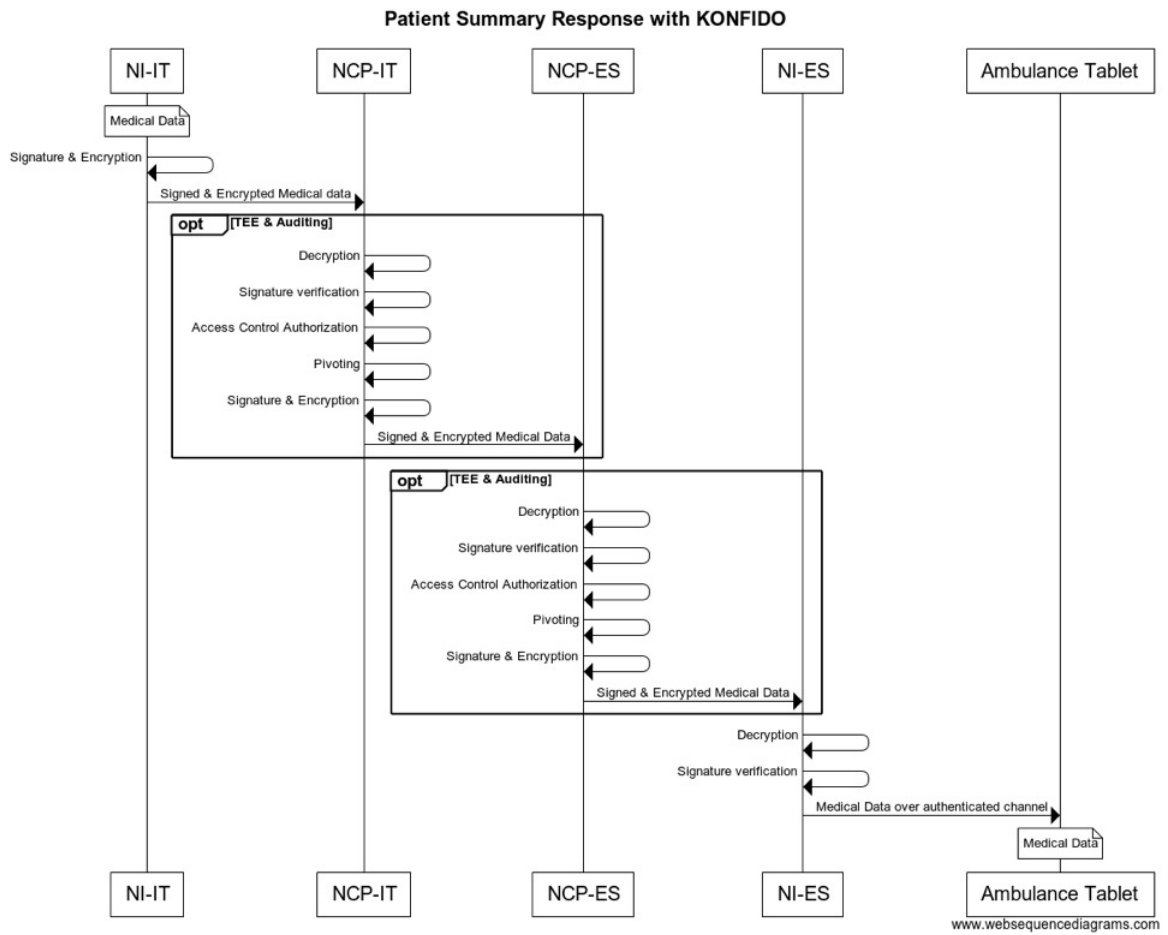 Patient Summary Response with KONFIDO
NI-IT
NCP-IT
NCP-ES
NI-ES
Ambulance Tablet
Medical Data
Signature & Encryption
Signed & Encrypted Medical data
opt
[TEE & Auditing]
Decryption
Signature verification
Access Control Authorization
Pivoting
Signature & Encryption
Signed & Encrypted Medical Data
opt
[TEE & Auditing]
Decryption
Signature verification
Access Control Authorization
Pivoting
Signature & Encryption
Signed & Encrypted Medical Data
Decryption
Signature verification
Medical Data over authenticated channel
Medical Data
NI-IT
NCP-IT
NCP-ES
NI-ES
Ambulance Tablet
www.websequencediagrams.com